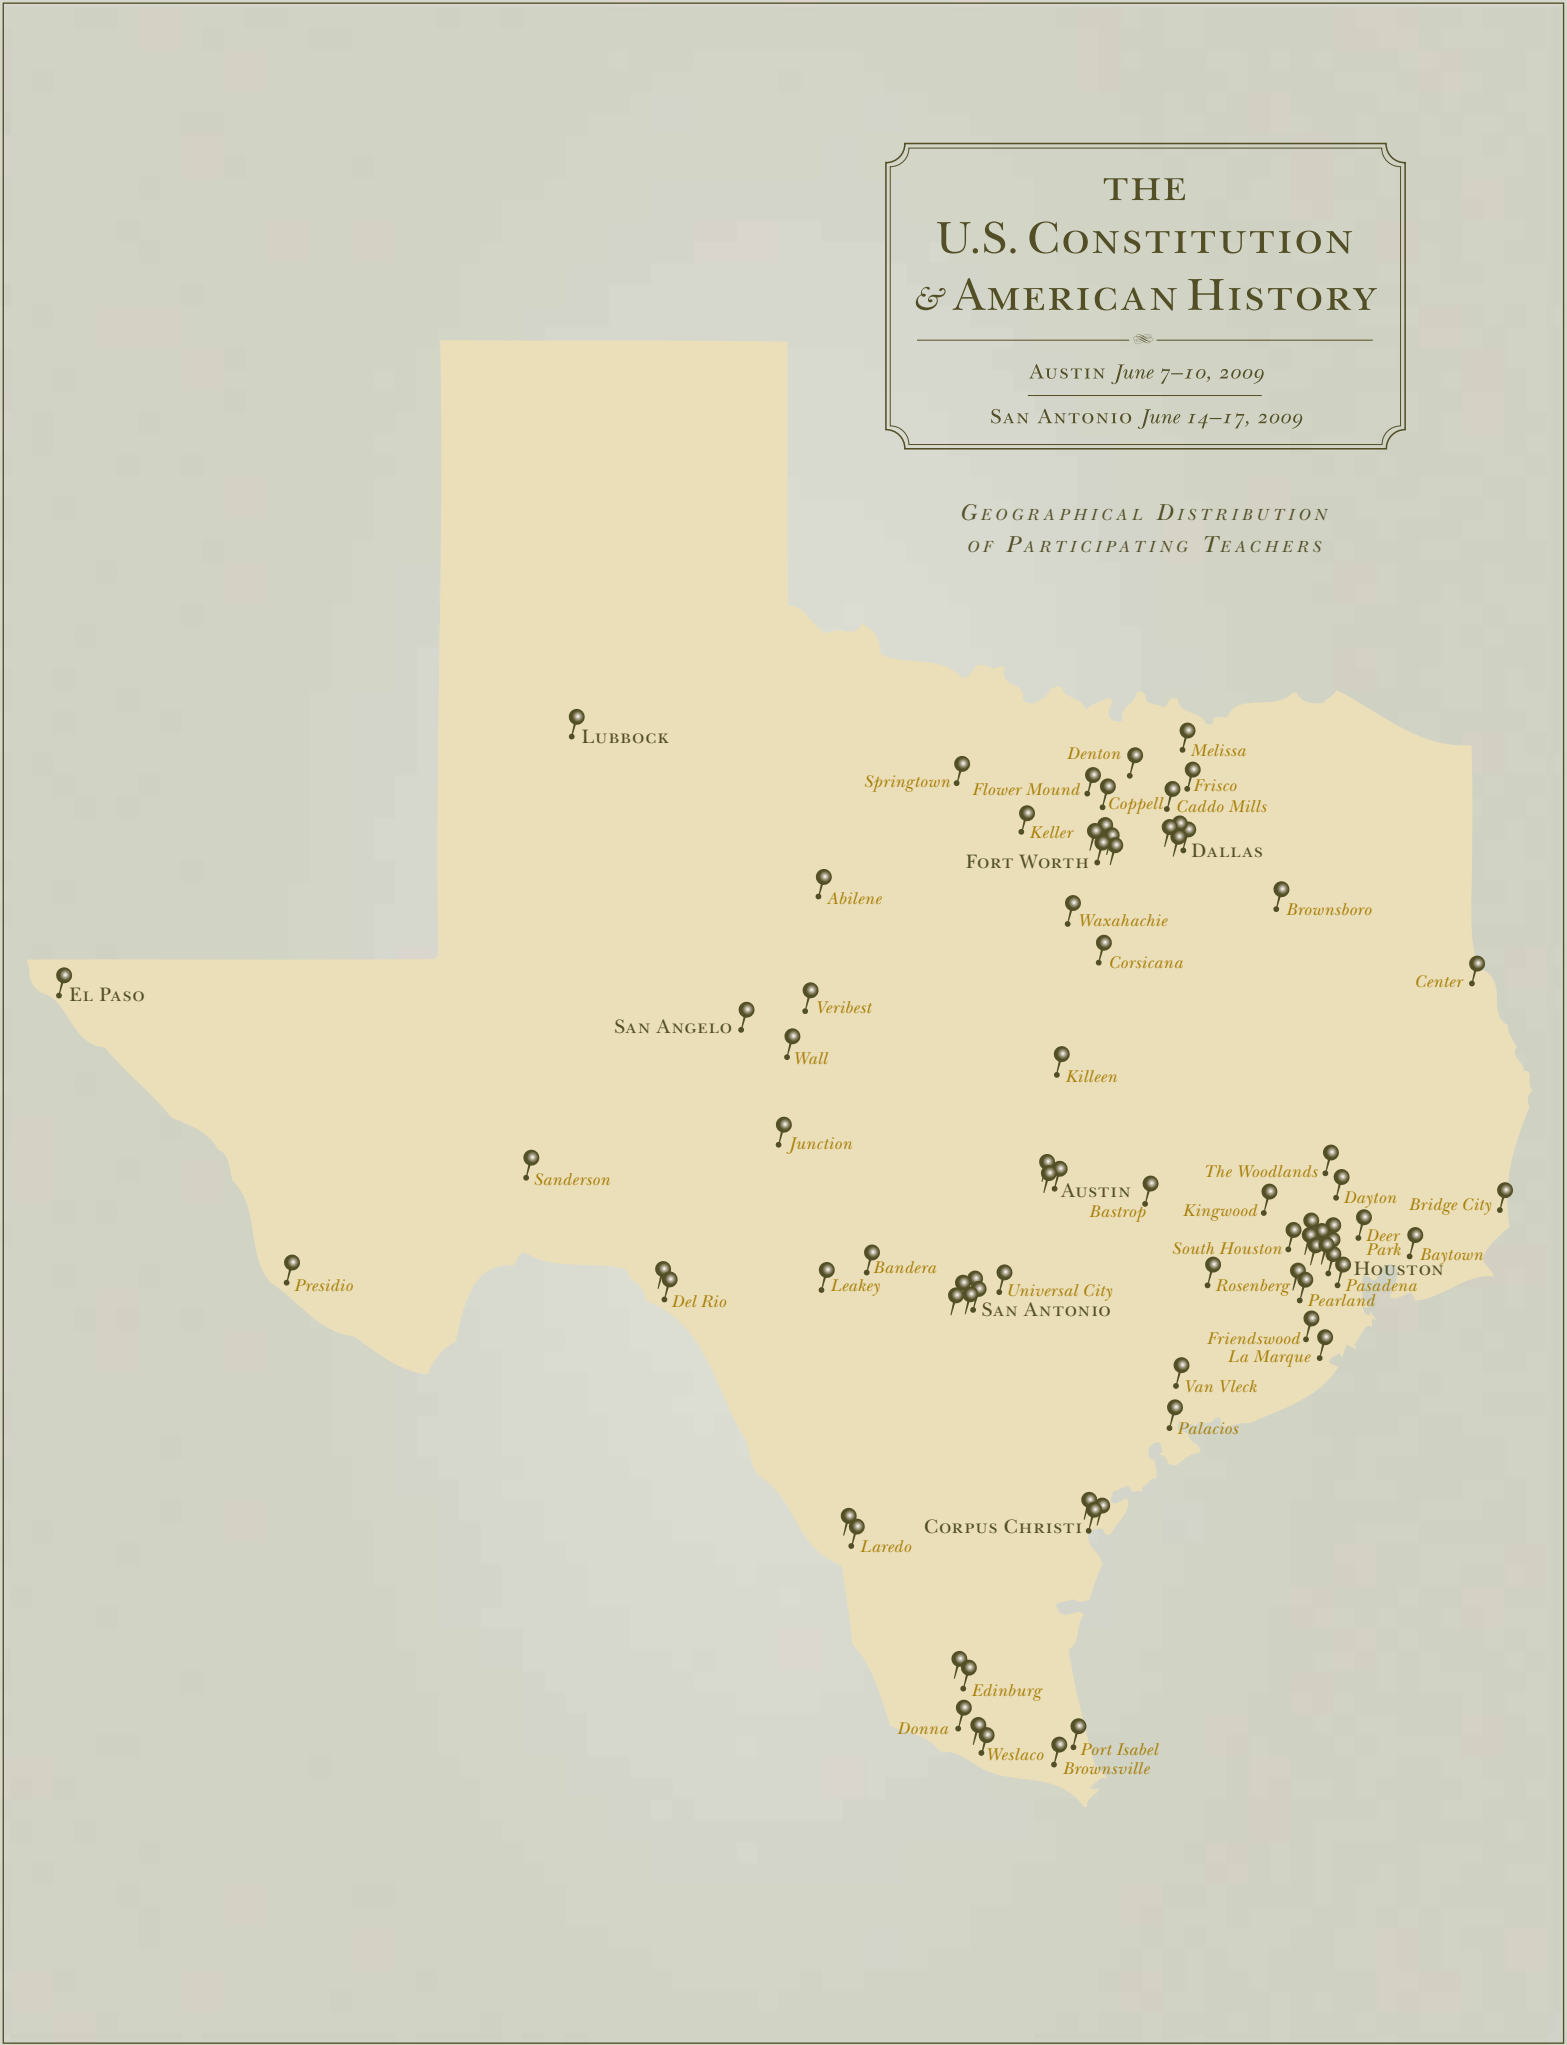 THE
U.S. CONSTITUTION
& AMERICAN HISTORY
AUSTIN June 7–10, 2009
SAN ANTONIO June 14–17, 2009
GEOGRAPHICAL DISTRIBUTION
OF PARTICIPATING TEACHERS
LUBBOCK
Melissa
Denton
Springtown
Flower Mound
Frisco
Coppell
Caddo Mills
Keller
DALLAS
FORT WORTH
Abilene
Brownsboro
Waxahachie
Corsicana
Center
EL PASO
Veribest
SAN ANGELO
Wall
Killeen
Junction
The Woodlands
Sanderson
AUSTIN
Dayton
Bridge City
Bastrop
Kingwood
Deer
Park
South Houston
Baytown
HOUSTON
Bandera
Presidio
Leakey
Universal City
Rosenberg
Pasadena
Del Rio
Pearland
SAN ANTONIO
Friendswood
La Marque
Van Vleck
Palacios
CORPUS CHRISTI
Laredo
Edinburg
Donna
Port Isabel
Weslaco
Brownsville